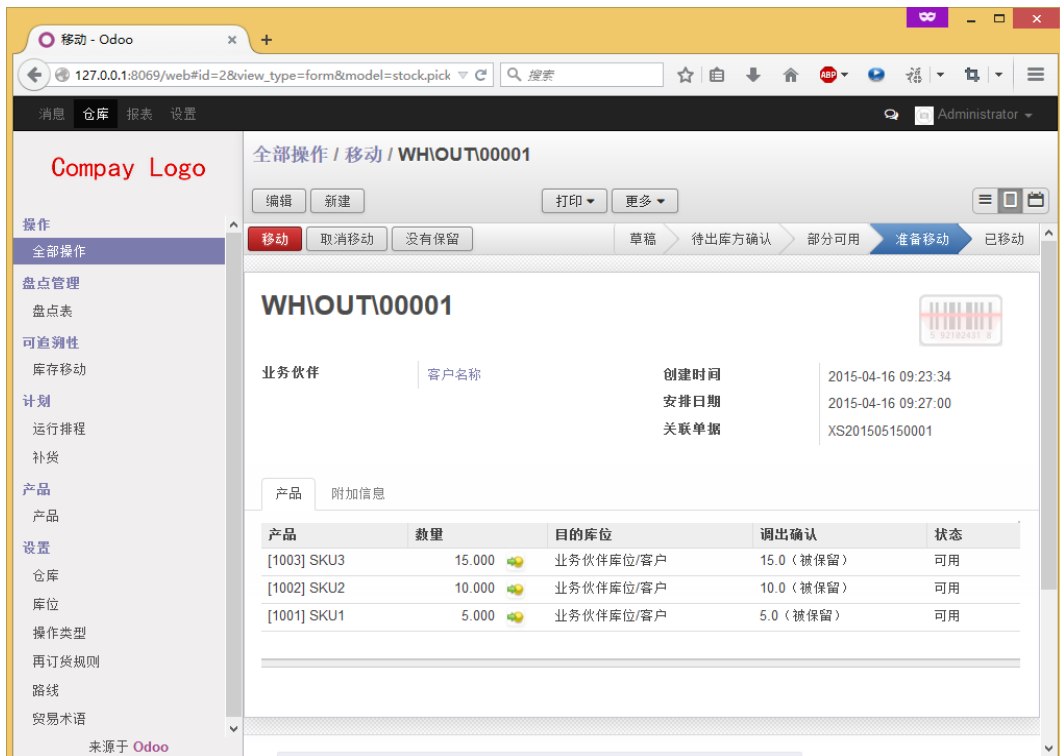 移动 - Odoo
127.0.0.1:8069/web#id=2&view_type=form&model=stock.pick
搜索
ABP
消息 仓库 报表 设置
Administrator
Compay Logo
全部操作 / 移动 / WH\OUT\00001
编辑 新建 打印 更多
操作
全部操作
移动 取消移动 没有保留 草稿 待出库方确认 部分可用 准备移动 已移动
盘点管理
盘点表
可追溯性
库存移动
计划
运行排程
补货
产品
产品
设置
仓库
库位
操作类型
再订货规则
路线
贸易术语
来源于 Odoo
WH\OUT\00001
业务伙伴 客户名称
创建时间 2015-04-16 09:23:34
安排日期 2015-04-16 09:27:00
关联单据 XS201505150001
产品 附加信息
产品 数量 目的库位 调出确认 状态
[1003] SKU3 15.000 业务伙伴库位/客户 15.0（被保留） 可用
[1002] SKU2 10.000 业务伙伴库位/客户 10.0（被保留） 可用
[1001] SKU1 5.000 业务伙伴库位/客户 5.0（被保留） 可用